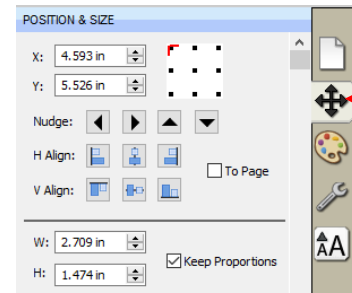 POSITION & SIZE
X: 4.593 in
Y: 5.526 in
Nudge:
H Align:
To Page
V Align:
W: 2.709 in
Keep Proportions
H: 1.474 in
AA